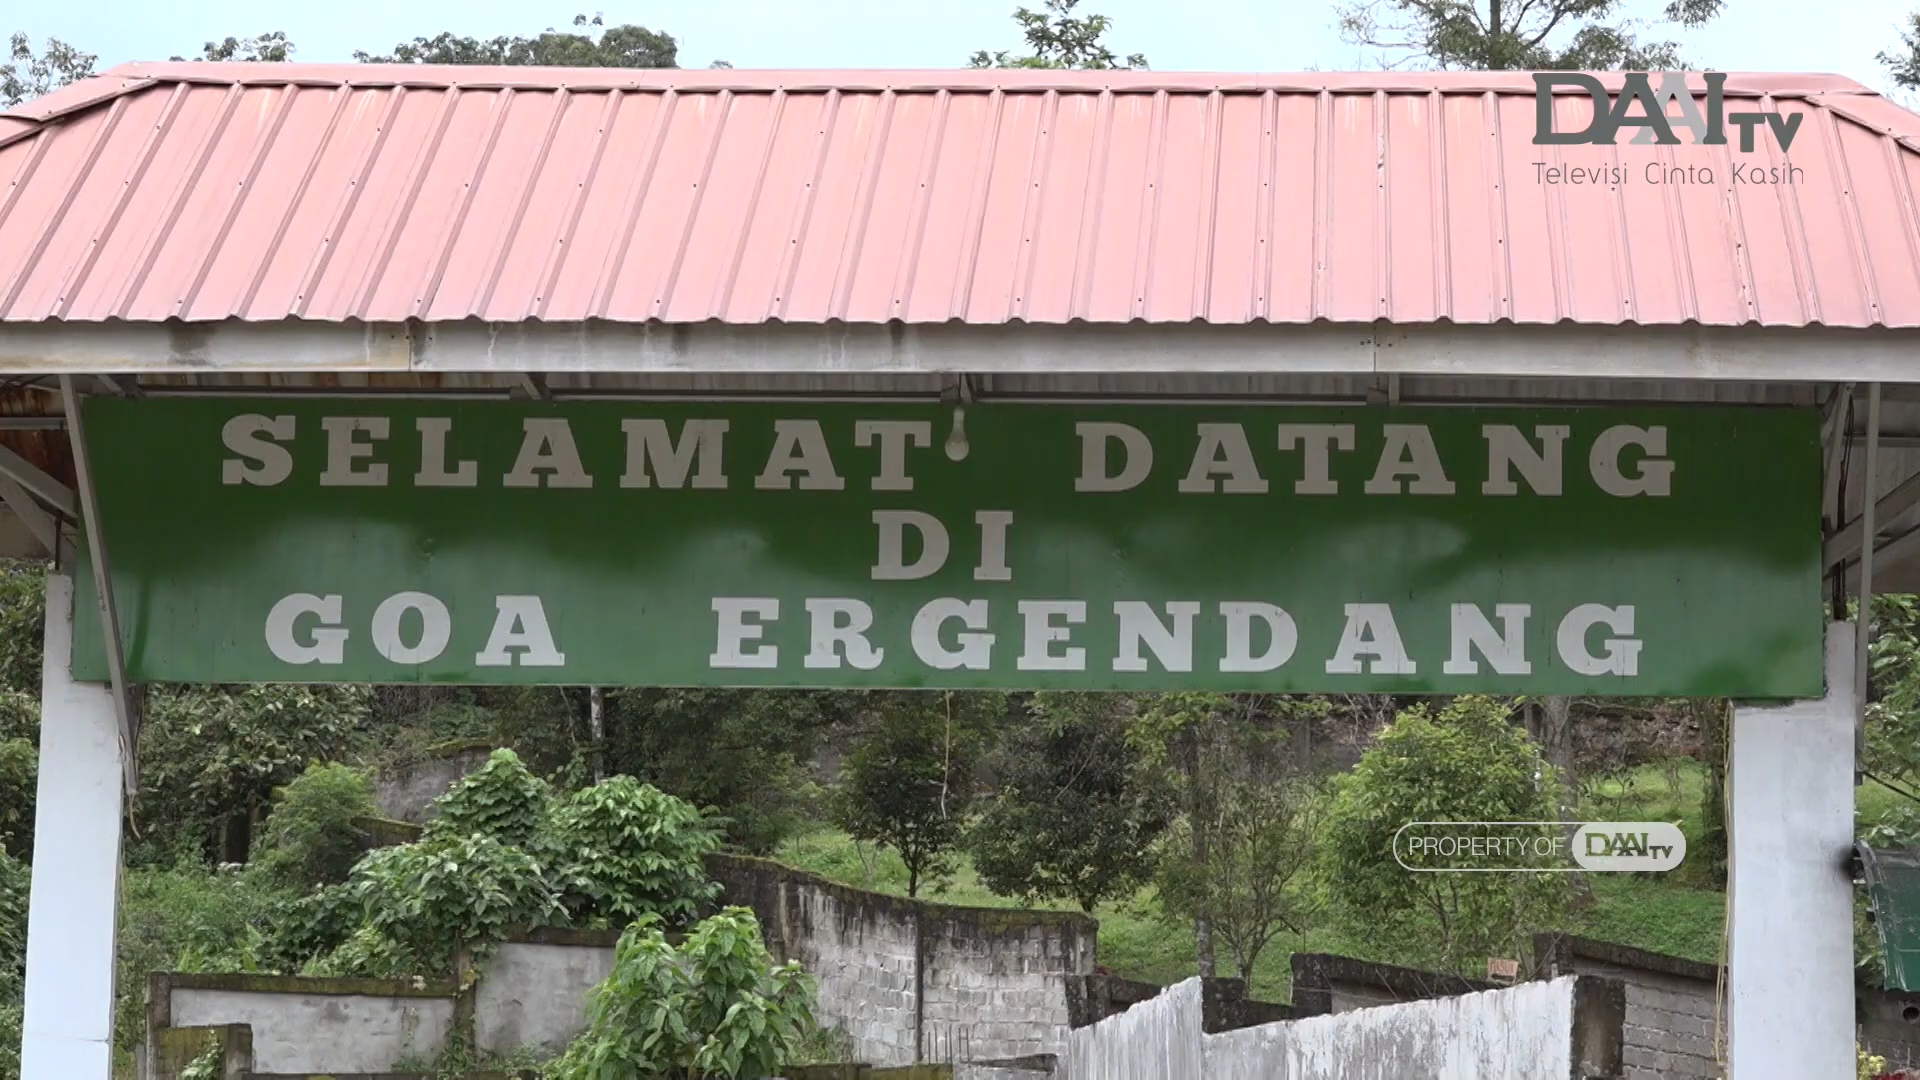 DAAI TV
Televisi Cinta Kasih
SELAMAT DATANG
DI
GOA ERGENDANG
PROPERTY OF DAAI TV